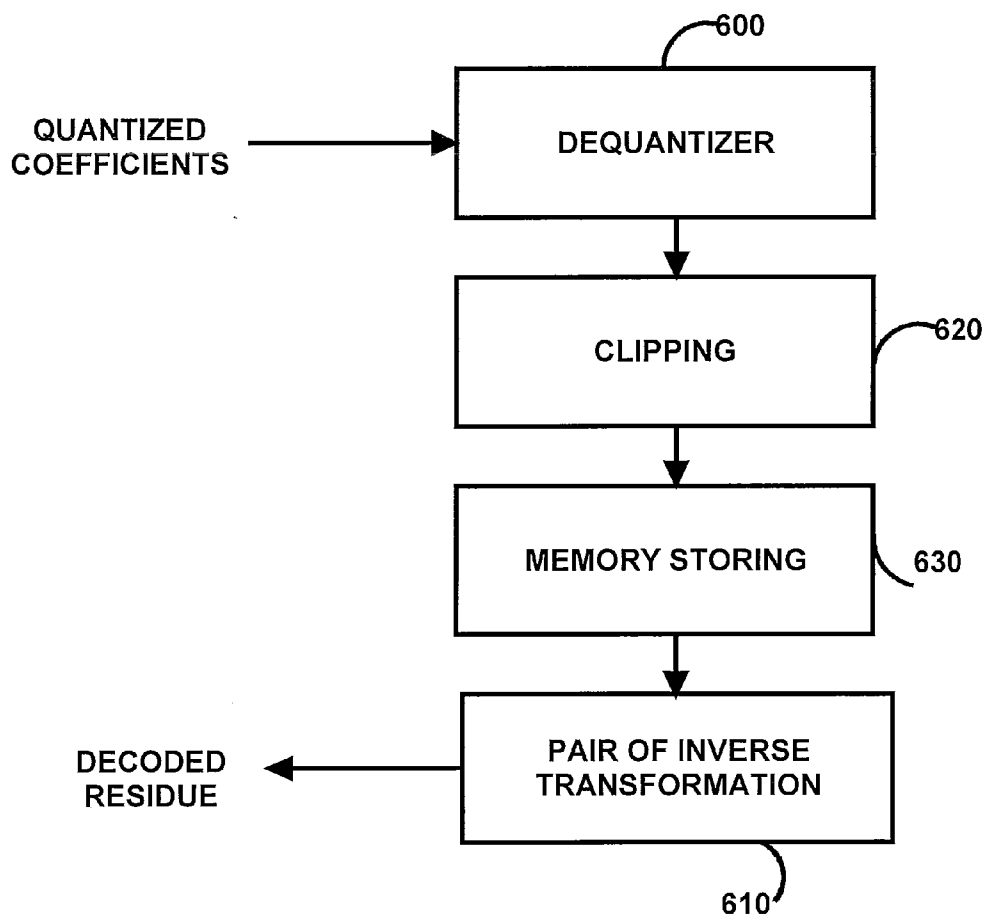 600
QUANTIZED
COEFFICIENTS
DEQUANTIZER
CLIPPING
620
MEMORY STORING
630
DECODED
RESIDUE
PAIR OF INVERSE
TRANSFORMATION
610